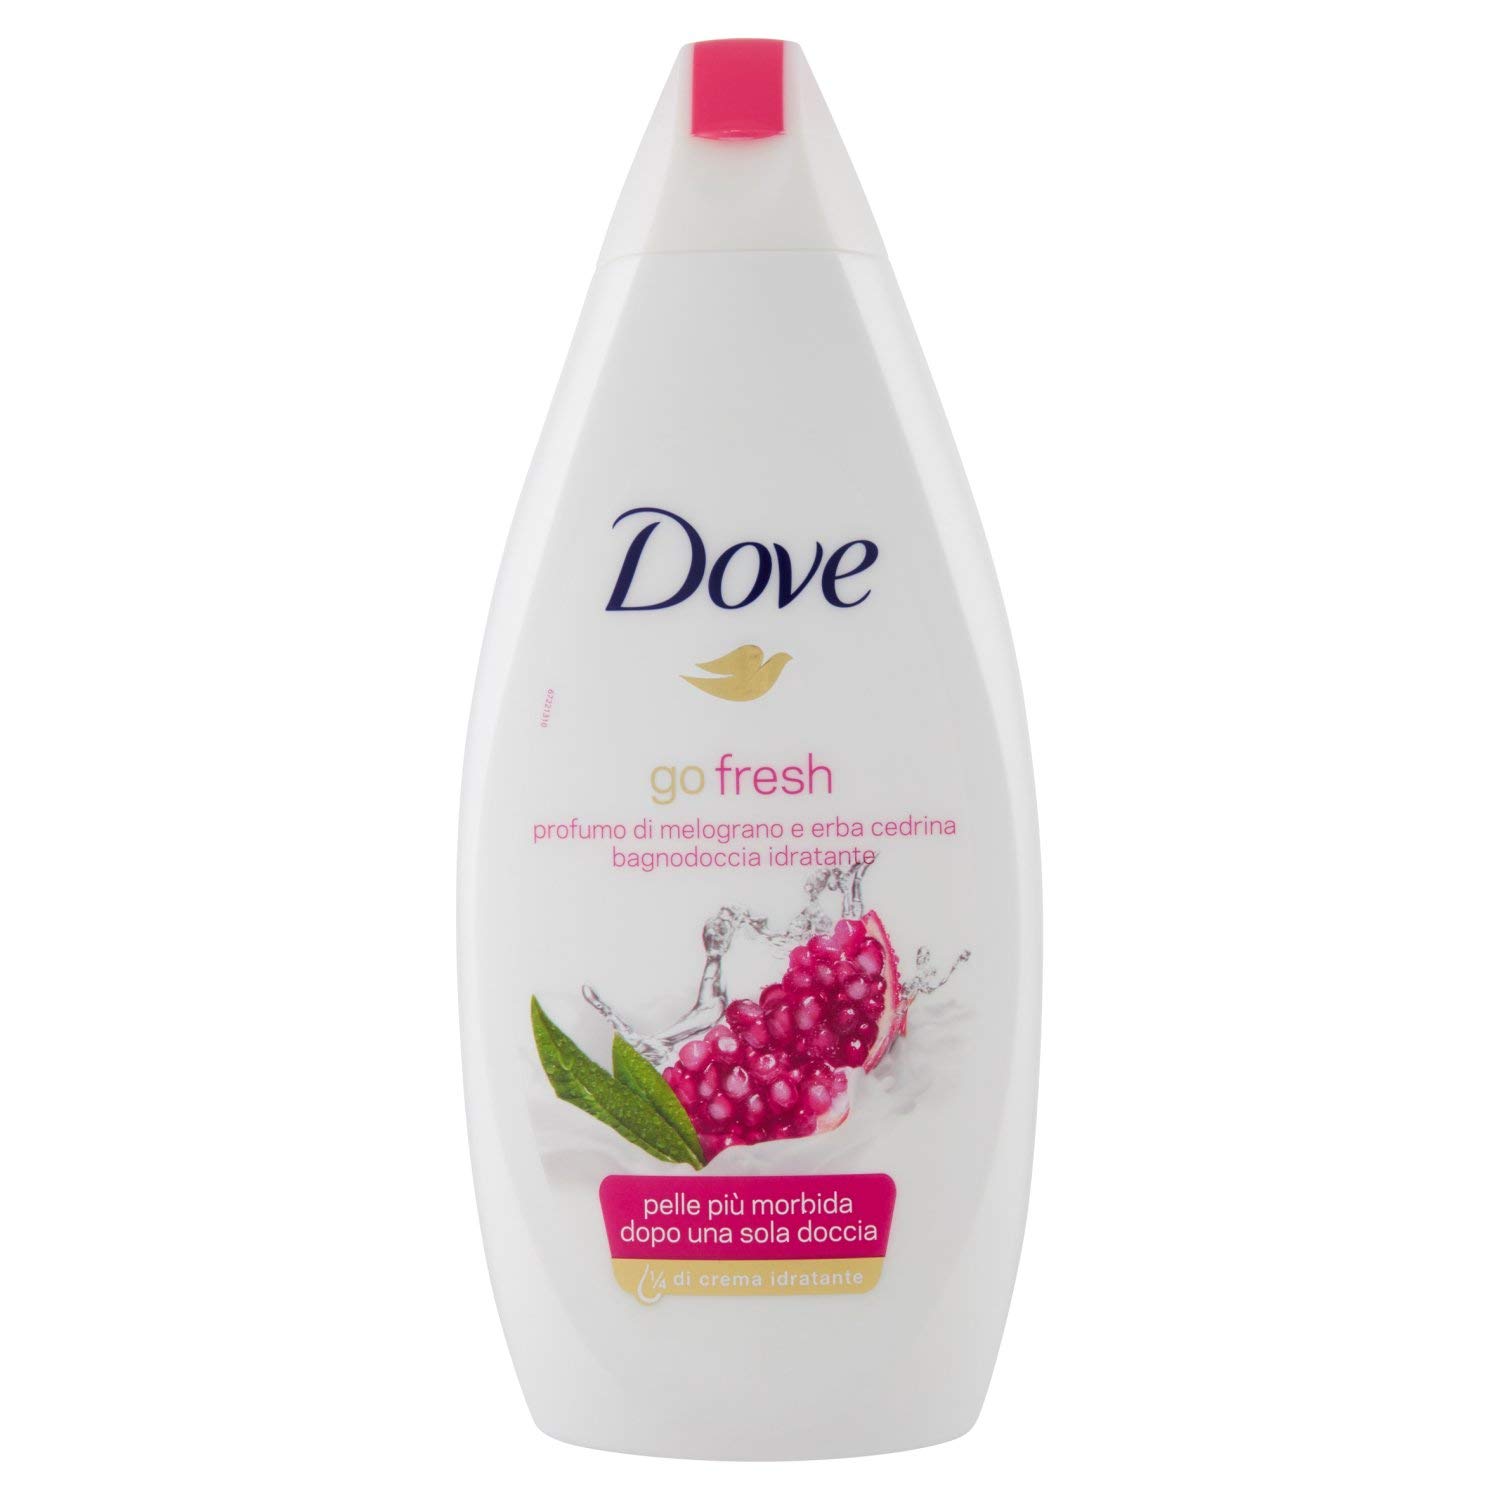 Dove
67221310
go fresh
profumo di melograno e erba cedrina
bagnodoccia idratante
pelle più morbida
dopo una sola doccia
1/4 di crema idratante